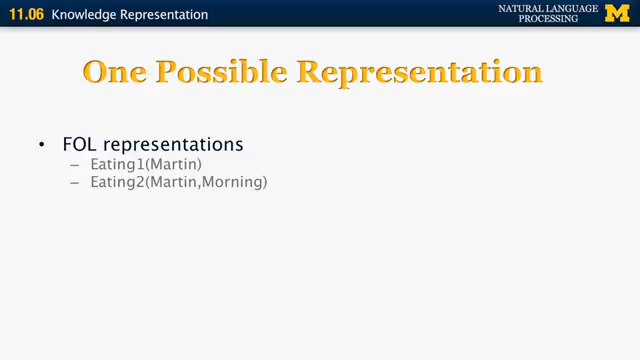 11.06 Knowledge Representation
NATURAL LANGUAGE
PROCESSING
M
One Possible Representation
• FOL representations
– Eating1(Martin)
– Eating2(Martin,Morning)